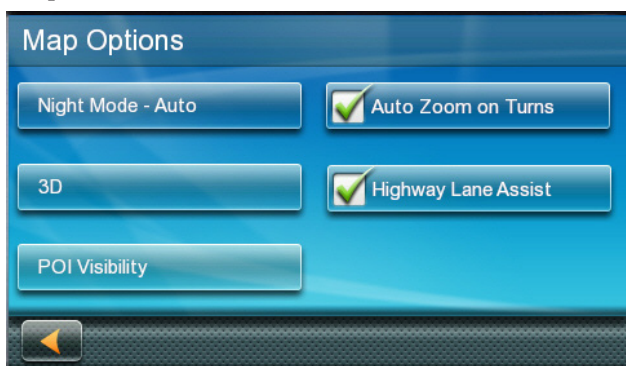 Map Options
Night Mode - Auto
Auto Zoom on Turns
3D
Highway Lane Assist
POI Visibility